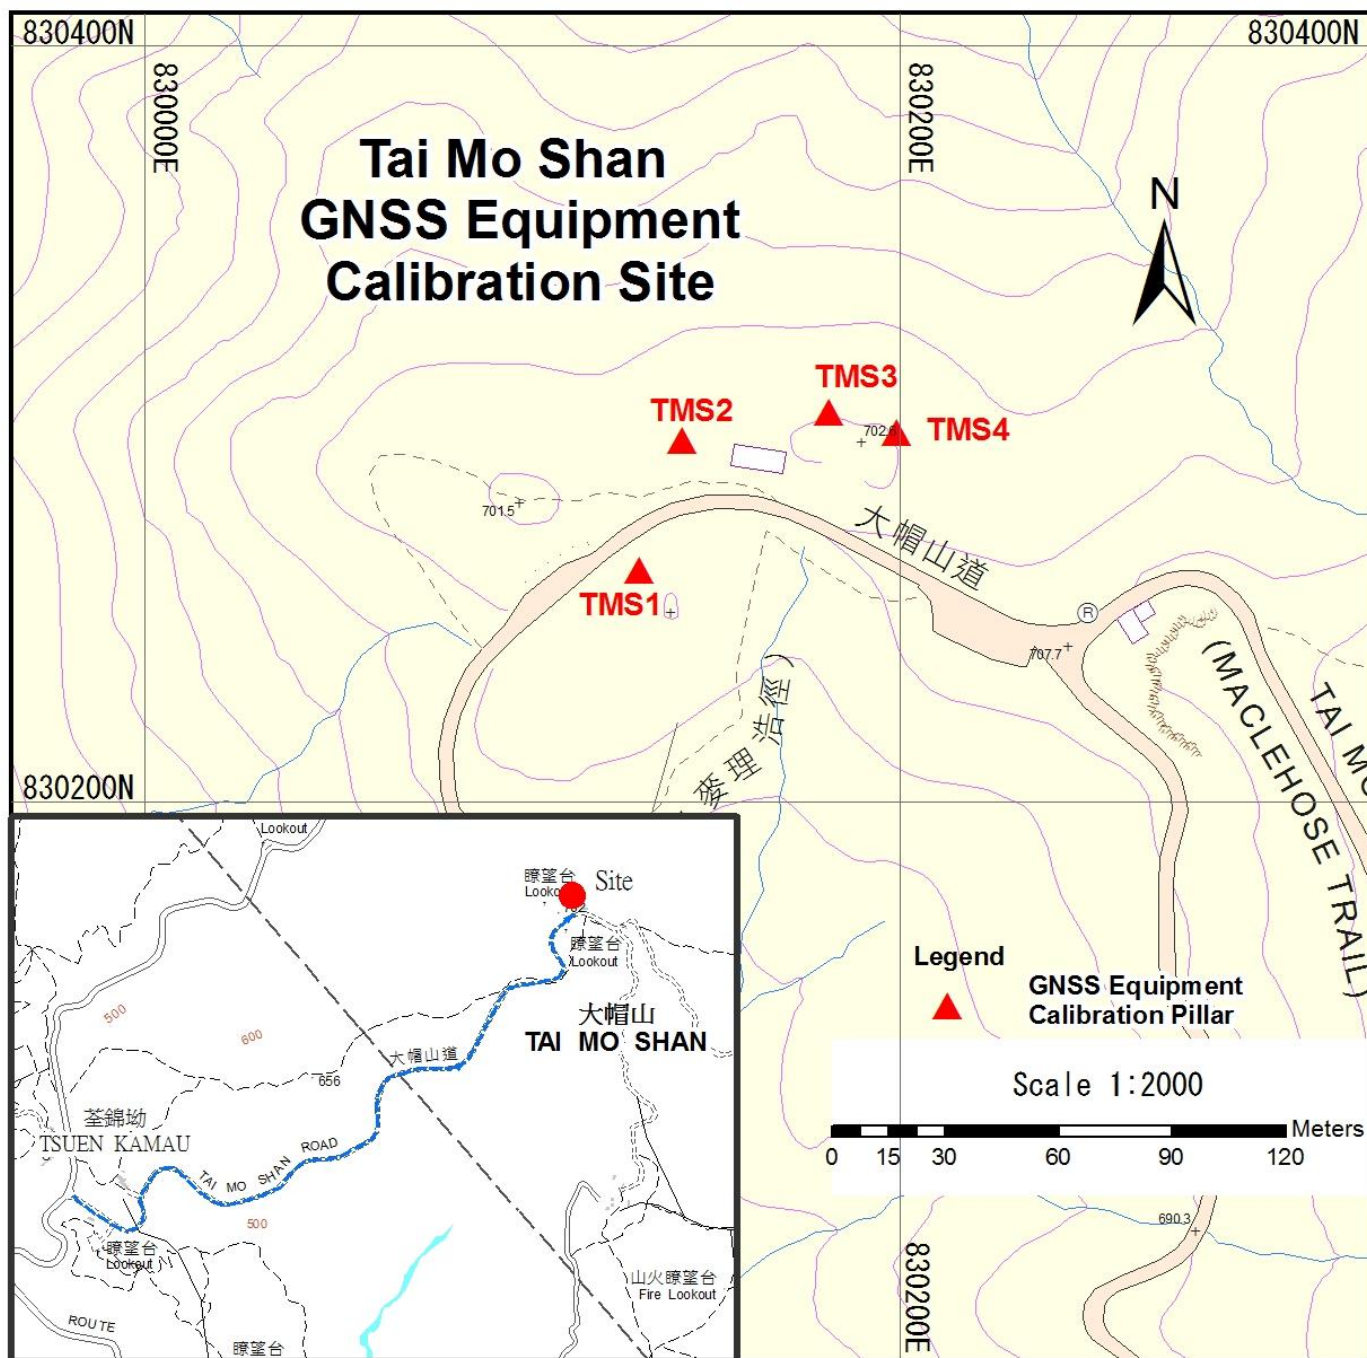 830400N
830400N
830000E
830200E
Tai Mo Shan
GNSS Equipment
Calibration Site
N
TMS3
TMS2
702.6
TMS4
701.5
大帽山道
TMS1
R
707.7
麥理浩徑)
(MACLEHOSE TRAIL)
TAI MO
830200N
Lookout
瞭望台
Site
Lookout
瞭望台
Lookout
500
600
大帽山
TAI MO SHAN
大帽山道
656
荃錦坳
TSUEN KAMAU
TAI MO SHAN ROAD
500
瞭望台
Lookout
山火瞭望台
Fire Lookout
ROUTE
瞭望台
Legend
GNSS Equipment
Calibration Pillar
Scale 1:2000
Meters
0 15 30 60 90 120
690.3
830200E